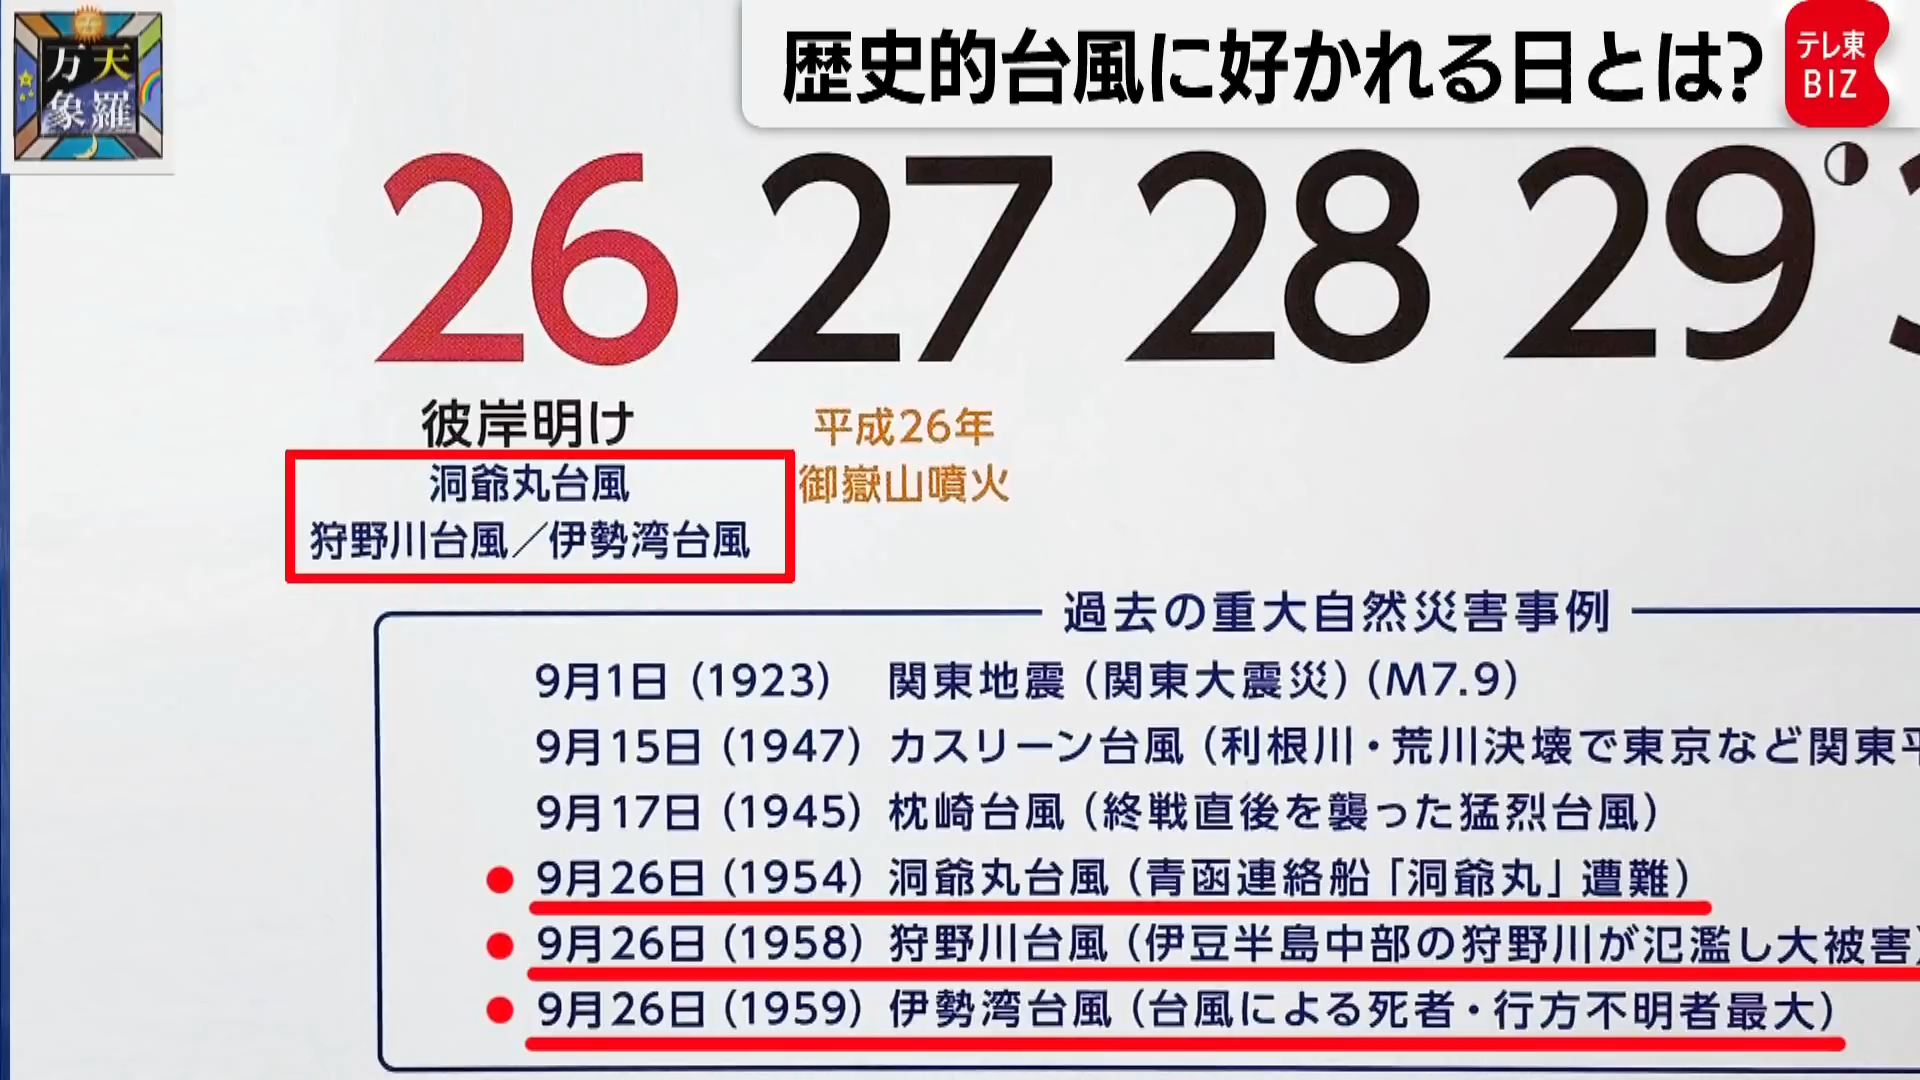 天羅
万象
歴史的台風に好かれる日とは?
テレ東
BIZ
26 27 28 29
彼岸明け
洞爺丸台風
狩野川台風／伊勢湾台風
平成26年
御嶽山噴火
過去の重大自然災害事例
9月1日（1923） 関東地震（関東大震災）（M7.9）
9月15日（1947） カスリーン台風（利根川・荒川決壊で東京など関東平
9月17日（1945） 枕崎台風（終戦直後を襲った猛烈台風）
9月26日（1954） 洞爺丸台風（青函連絡船「洞爺丸」遭難）
9月26日（1958） 狩野川台風（伊豆半島中部の狩野川が氾濫し大被害）
9月26日（1959） 伊勢湾台風（台風による死者・行方不明者最大）